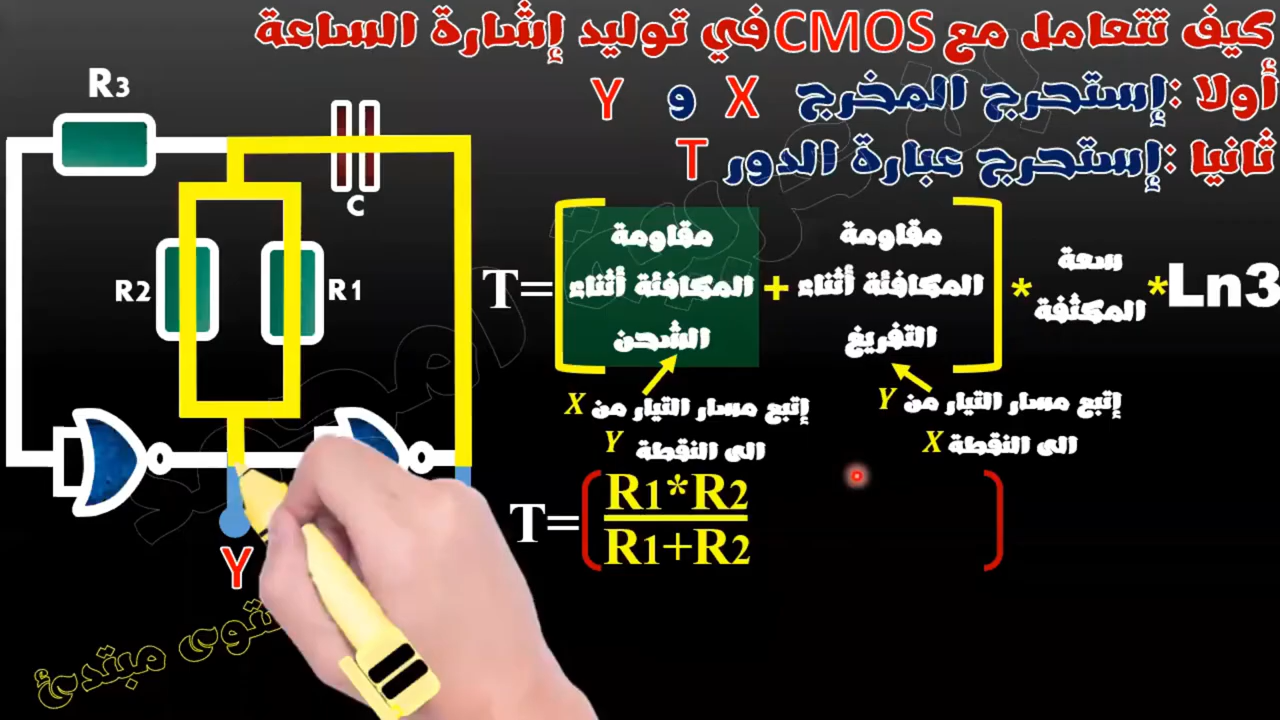 كيف تتعامل مع CMOS في توليد إشارة الساعة
أولا :إستحرج المخرج X و Y
ثانيا :إستحرج عبارة الدور T
R3
C
R2
R1
T=
مقاومة
المكافئة أثناء
الشحن
+
مقاومة
المكافئة أثناء
التفريغ
*
سعة
المكثفة
*Ln3
إتبع مسار التيار من X
الى النقطة Y
إتبع مسار التيار من Y
الى النقطة X
T=
R1*R2
R1+R2
Y
مبتدئ